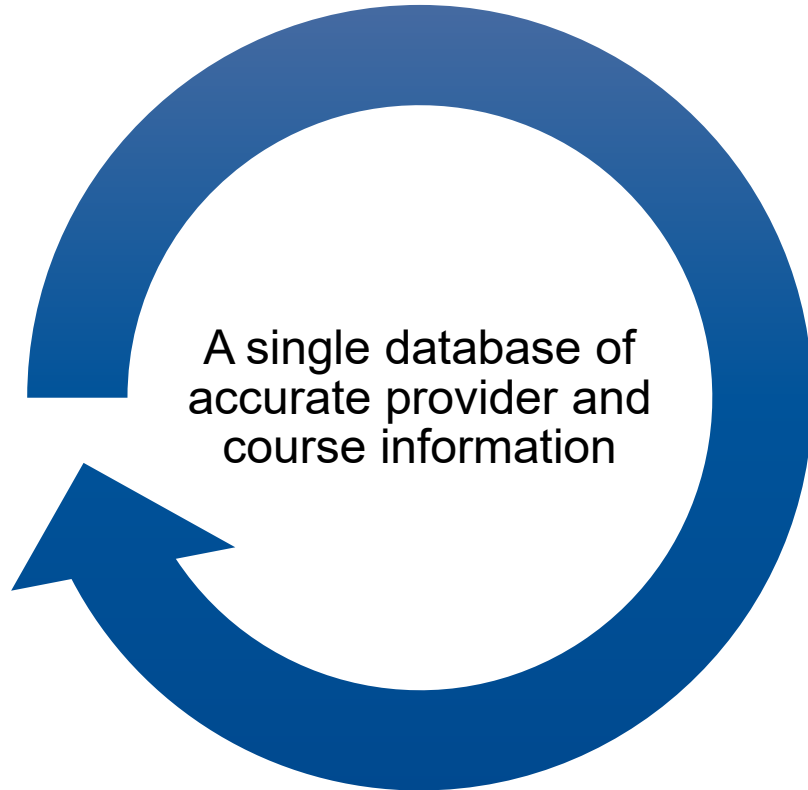 A single database of
accurate provider and
course information